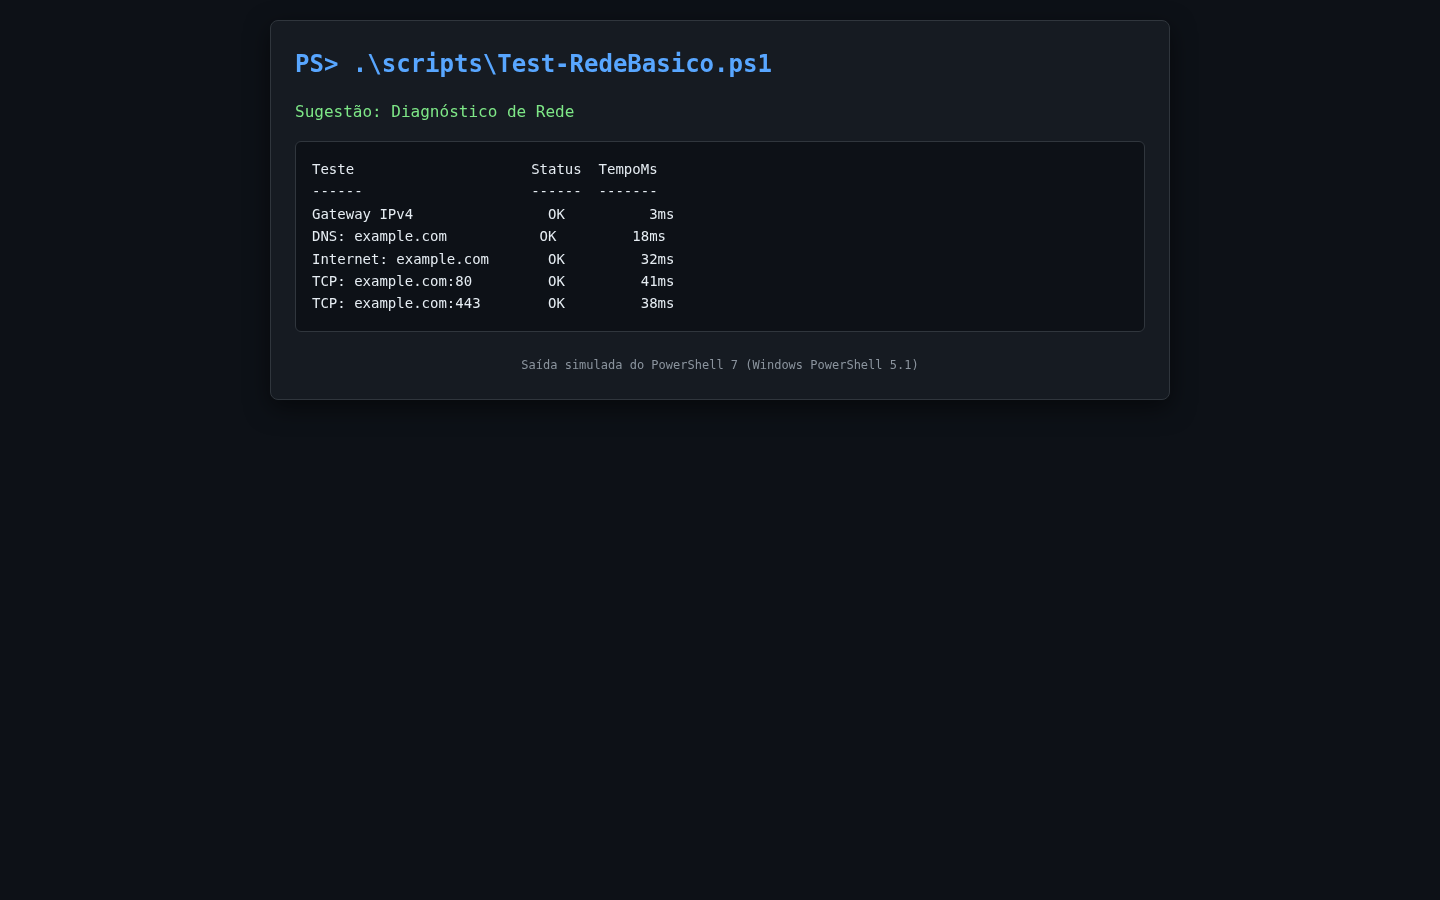 PS> .\scripts\Test-RedeBasico.ps1
Sugestão: Diagnóstico de Rede
Teste                     Status  TempoMs
------                    ------  -------
Gateway IPv4                OK          3ms
DNS: example.com           OK         18ms
Internet: example.com       OK         32ms
TCP: example.com:80         OK         41ms
TCP: example.com:443        OK         38ms
Saída simulada do PowerShell 7 (Windows PowerShell 5.1)